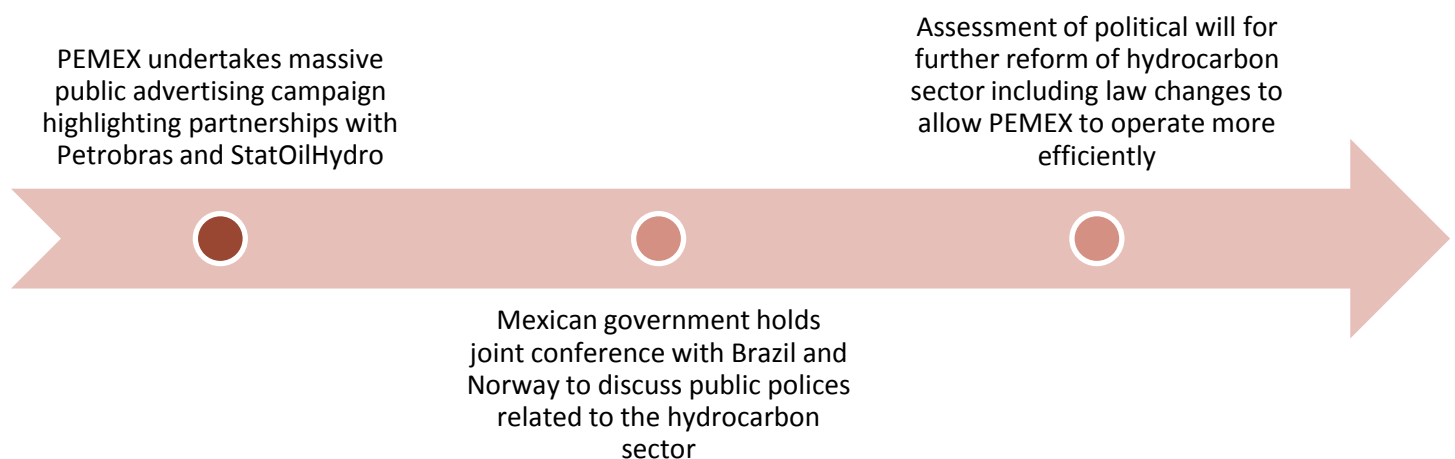 PEMEX undertakes massive
public advertising campaign
highlighting partnerships with
Petrobras and StatOilHydro
Mexican government holds
joint conference with Brazil and
Norway to discuss public polices
related to the hydrocarbon
sector
Assessment of political will for
further reform of hydrocarbon
sector including law changes to
allow PEMEX to operate more
efficiently